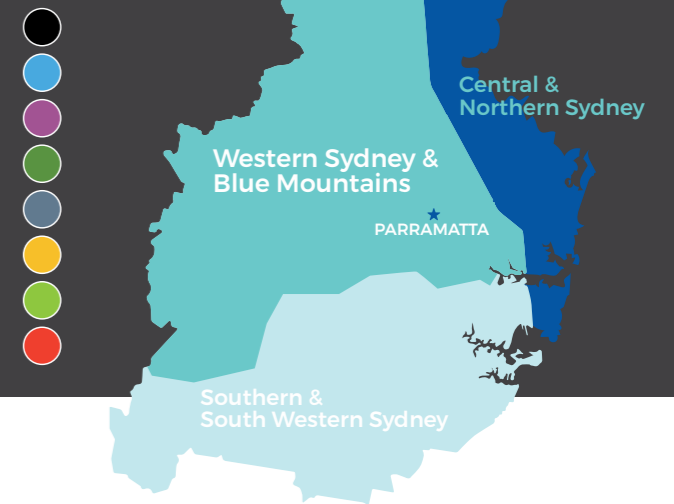 Central &
Northern Sydney
Western Sydney &
Blue Mountains
PARRAMATTA
Southern &
South Western Sydney